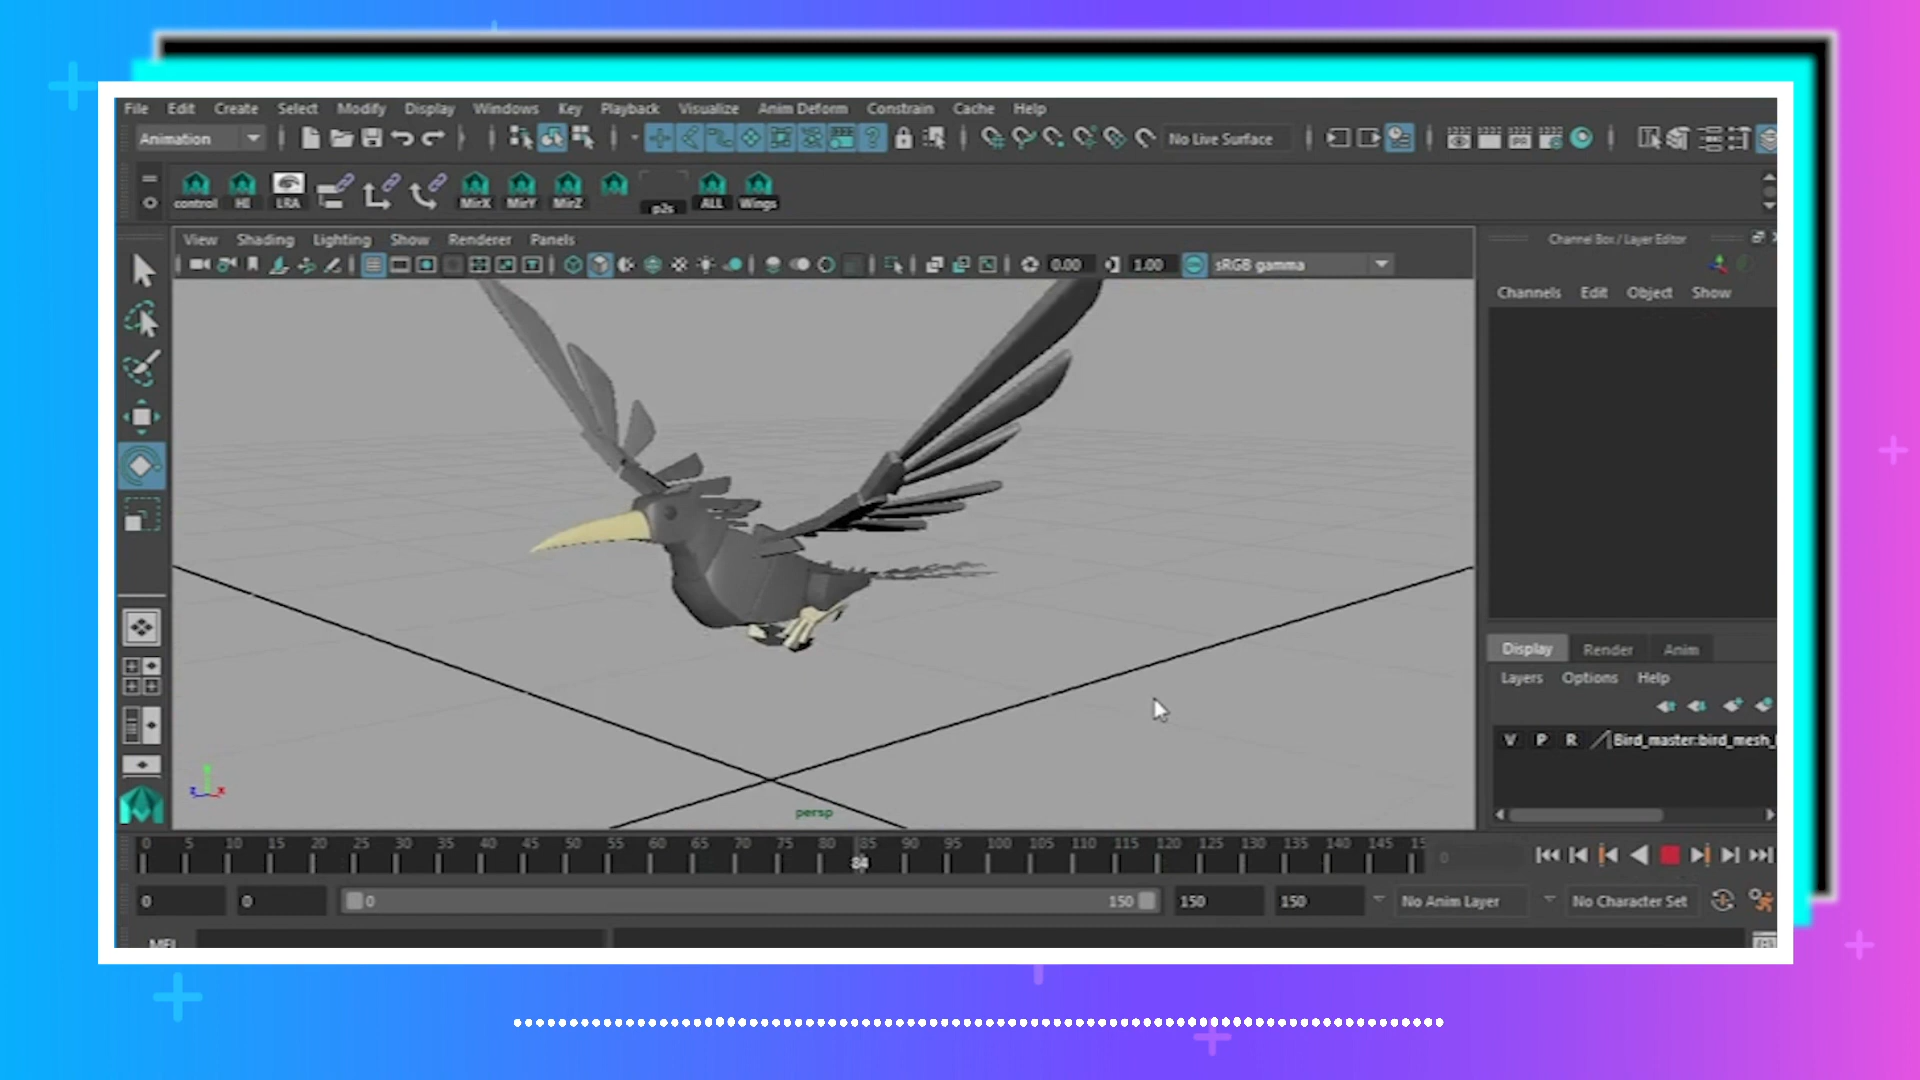 File Edit Create Select Modify Display Windows Key Playback Visualize Anim Deform Constrain Cache Help
Animation No Live Surface
control HI LRA MirX MirY MirZ p2s ALL Wings
View Shading Lighting Show Renderer Panels
Channel Box / Layer Editor
0.00 1.00 sRGB gamma
Channels Edit Object Show
Display Render Anim
Layers Options Help
V P R Bird_master:bird_mesh_
persp
0 5 10 15 20 25 30 35 40 45 50 55 60 65 70 75 80 85 90 95 100 105 110 115 120 125 130 135 140 145 15
84
0
0 0 0 150 150 150 No Anim Layer No Character Set
MEL